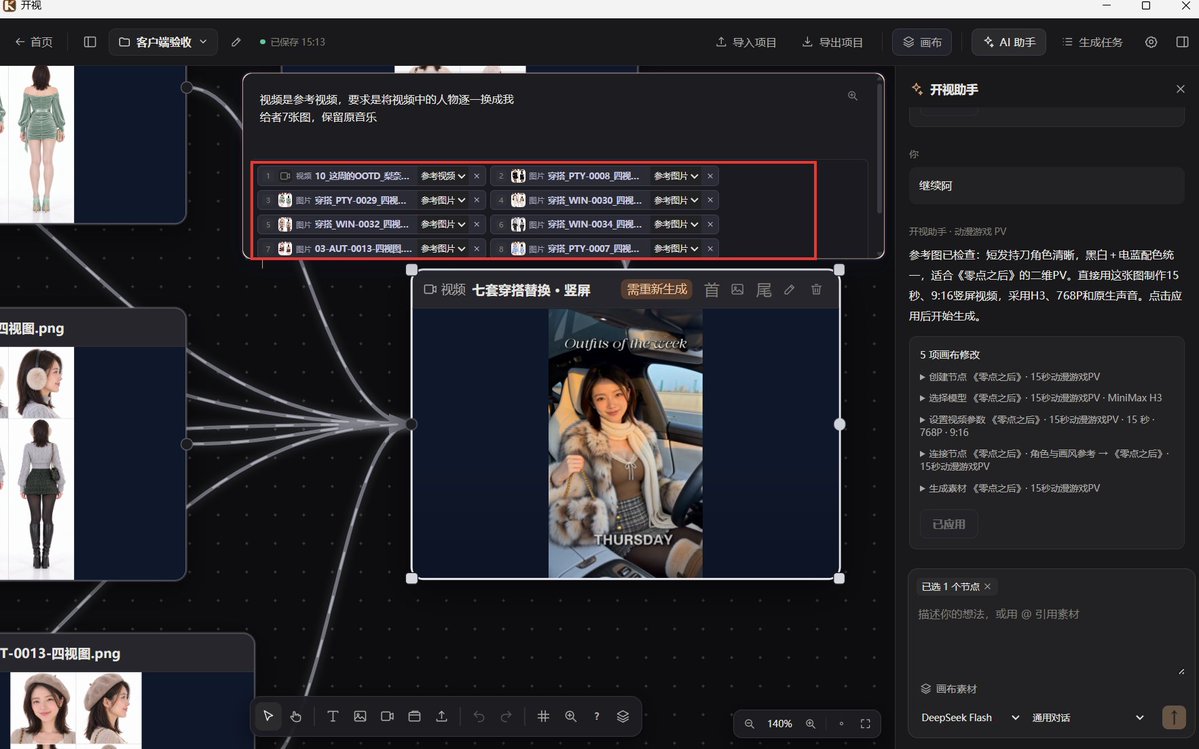 开视
首页
客户端验收
已保存 15:13
导入项目
导出项目
画布
AI 助手
生成任务
视频是参考视频，要求是将视频中的人物逐一换成我
给者7张图，保留原音乐
1 视频 10_这周的OOTD_梨奈... 参考视频
2 图片 穿搭_PTY-0008_四视... 参考图片
3 图片 穿搭_PTY-0029_四视... 参考图片
4 图片 穿搭_WIN-0030_四视... 参考图片
5 图片 穿搭_WIN-0032_四视... 参考图片
6 图片 穿搭_WIN-0034_四视... 参考图片
7 图片 03-AUT-0013-四视图.... 参考图片
8 图片 穿搭_PTY-0007_四视... 参考图片
视频 七套穿搭替换 • 竖屏
需重新生成
首
尾
Outfits of the week
THURSDAY
四视图.png
T-0013-四视图.png
140%
开视助手
你
继续阿
开视助手 · 动漫游戏 PV
参考图已检查：短发持刀角色清晰，黑白＋电蓝配色统
一，适合《零点之后》的二维PV。直接用这张图制作15
秒、9:16竖屏视频，采用H3、768P和原生声音。点击应
用后开始生成。
5 项画布修改
创建节点 《零点之后》· 15秒动漫游戏PV
选择模型 《零点之后》· 15秒动漫游戏PV · MiniMax H3
设置视频参数 《零点之后》· 15秒动漫游戏PV · 15 秒 ·
768P · 9:16
连接节点 《零点之后》· 角色与画风参考 → 《零点之后》·
15秒动漫游戏PV
生成素材 《零点之后》· 15秒动漫游戏PV
已应用
已选 1 个节点
描述你的想法，或用 @ 引用素材
画布素材
DeepSeek Flash
通用对话